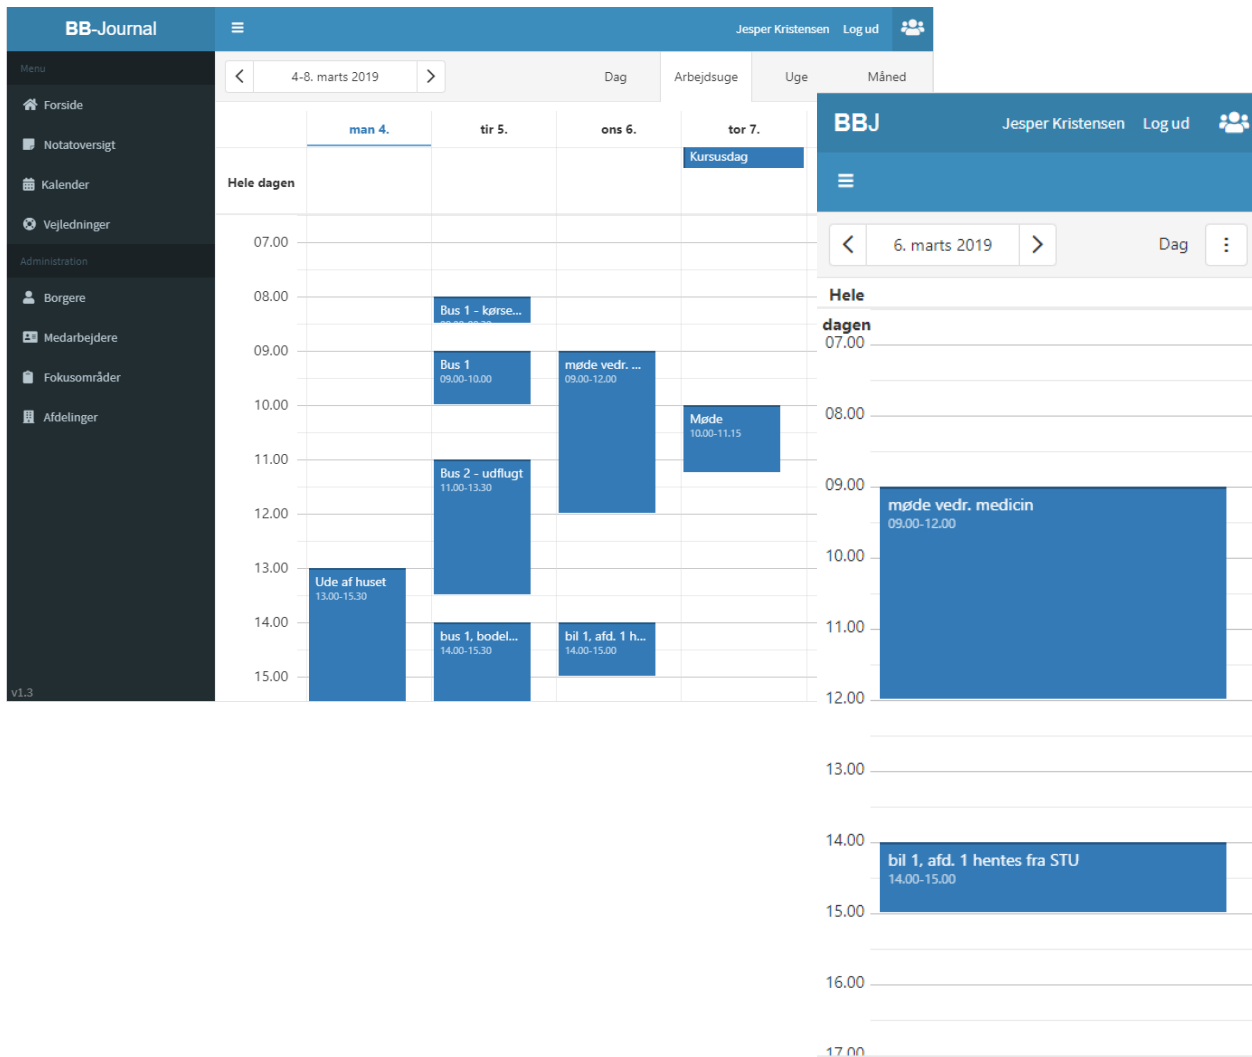 BB-Journal
Jesper Kristensen Log ud
Menu
Forside
Notatoversigt
Kalender
Vejledninger
Administration
Borgere
Medarbejdere
Fokusområder
Afdelinger
v1.3
4-8. marts 2019
Dag Arbejdsuge Uge Måned
man 4. tir 5. ons 6. tor 7.
Hele dagen
Kursusdag
07.00
08.00
Bus 1 - kørse...
09.00
Bus 1
09.00-10.00
møde vedr. ...
09.00-12.00
10.00
Møde
10.00-11.15
11.00
Bus 2 - udflugt
11.00-13.30
12.00
13.00
Ude af huset
13.00-15.30
14.00
bus 1, bodel...
14.00-15.30
bil 1, afd. 1 h...
14.00-15.00
15.00
BBJ
Jesper Kristensen Log ud
6. marts 2019
Dag
Hele
dagen
07.00
08.00
09.00
møde vedr. medicin
09.00-12.00
10.00
11.00
12.00
13.00
14.00
bil 1, afd. 1 hentes fra STU
14.00-15.00
15.00
16.00
17.00